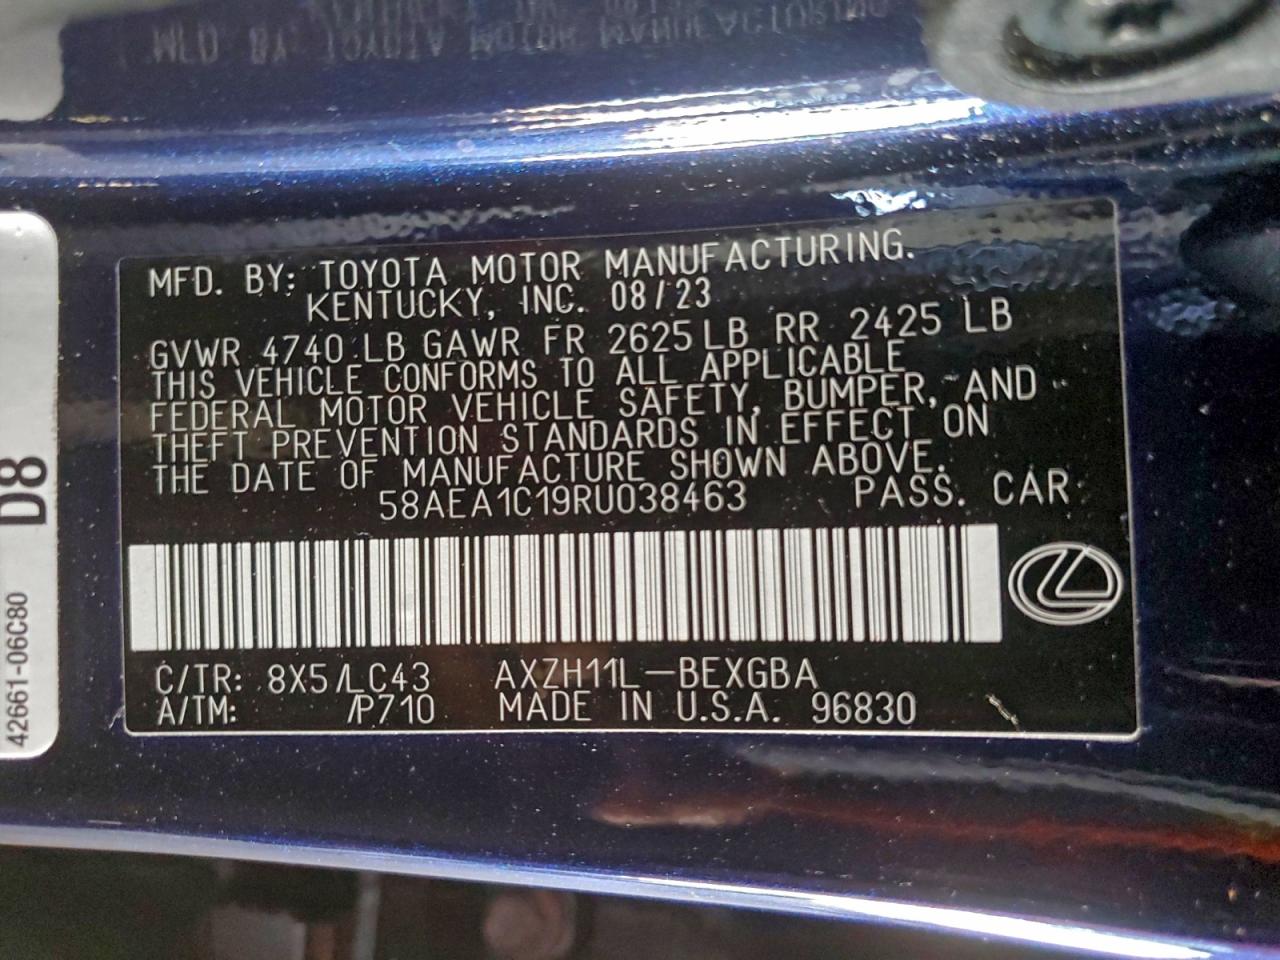 MFD. BY: TOYOTA MOTOR MANUFACTURING.
KENTUCKY, INC. 08/23
GVWR 4740 LB GAWR FR 2625 LB RR 2425 LB
THIS VEHICLE CONFORMS TO ALL APPLICABLE
FEDERAL MOTOR VEHICLE SAFETY, BUMPER, AND
THEFT PREVENTION STANDARDS IN EFFECT ON
THE DATE OF MANUFACTURE SHOWN ABOVE.
58AEA1C19RU038463 PASS. CAR
C/TR: 8X5/LC43 AXZH11L-BEXGBA
A/TM: /P710 MADE IN U.S.A. 96830
D8
42661-06C80